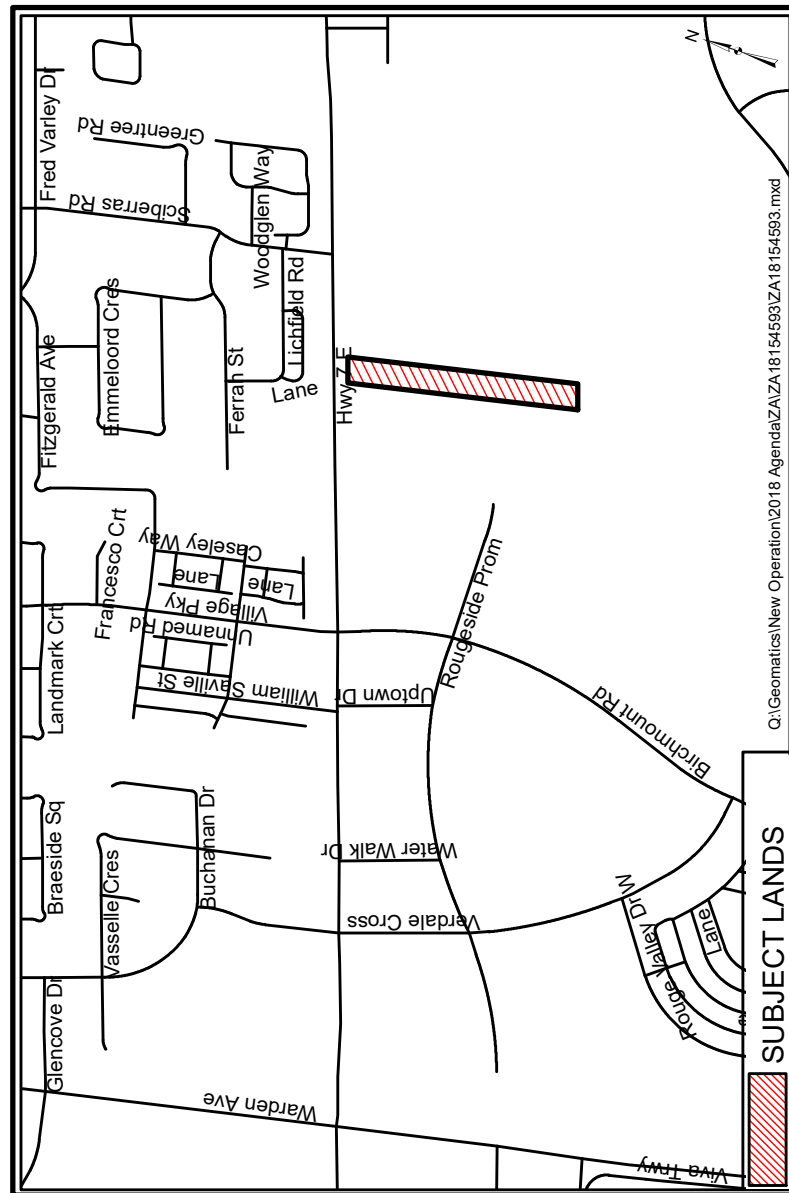 Fred Varley Dr
Greentree Rd
Sciberras Rd
Woodglen Way
Fitzgerald Ave
Emmeloord Cres
Ferran St
Lichfield Rd
Lane
Hwy 7 E
Francesco Crt
Caseley Way
Lane
Lane
Village Pky
Unnamed Rd
Landmark Crt
William Saville St
Uptown Dr
Rougeside Prom
Birchmount Rd
Braeside Sq
Vasselle Cres
Buchanan Dr
Water Walk Dr
Verdale Cross
Rouge Valley Dr W
Lane
Glencove Dr
Warden Ave
Viva Trwy
N
Q:\Geomatics\New Operation\2018 Agenda\ZA\ZA18154593\ZA18154593.mxd
SUBJECT LANDS